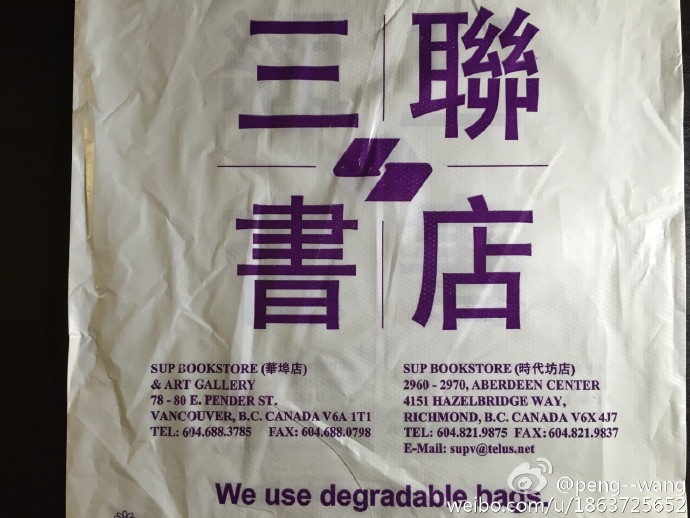 三聯
書店
SUP BOOKSTORE (華埠店)
& ART GALLERY
78 - 80 E. PENDER ST.
VANCOUVER, B.C. CANADA V6A 1T1
TEL: 604.688.3785 FAX: 604.688.0798
SUP BOOKSTORE (時代坊店)
2960 - 2970, ABERDEEN CENTER
4151 HAZELBRIDGE WAY,
RICHMOND, B.C. CANADA V6X 4J7
TEL: 604.821.9875 FAX: 604.821.9837
E-Mail: supv@telus.net
We use degradable bags.
@peng--wang
weibo.com/u/1863725652